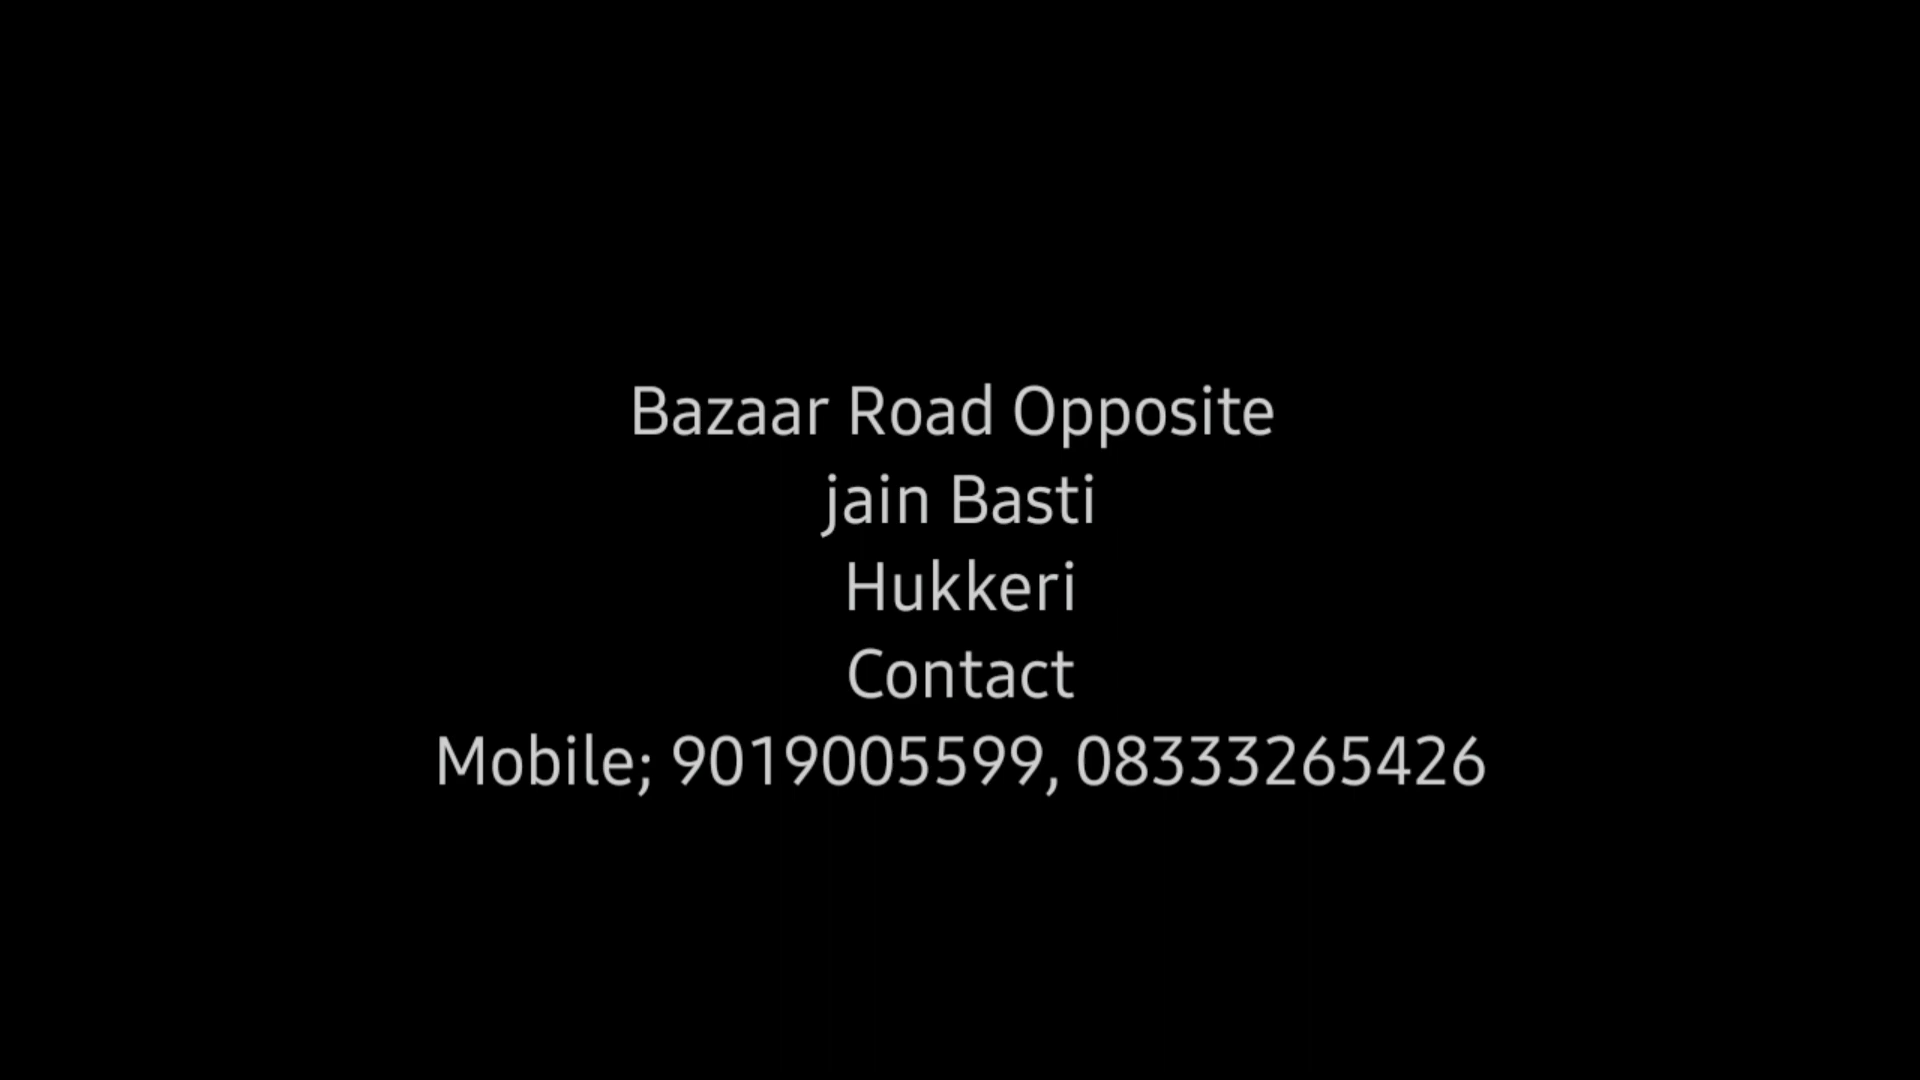 Bazaar Road Opposite
jain Basti
Hukkeri
Contact
Mobile; 9019005599, 08333265426